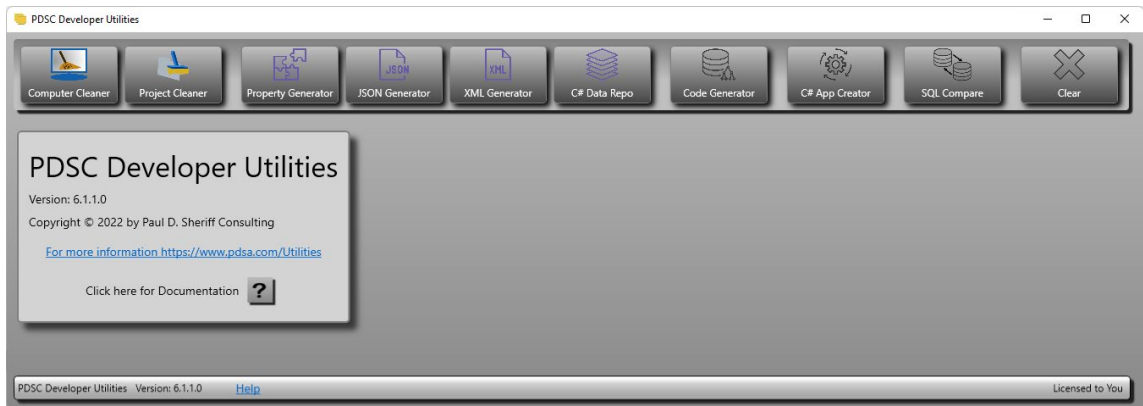 PDSC Developer Utilities
Computer Cleaner
Project Cleaner
Property Generator
JSON
JSON Generator
XML
XML Generator
C# Data Repo
Code Generator
C# App Creator
SQL Compare
Clear
PDSC Developer Utilities
Version: 6.1.1.0
Copyright © 2022 by Paul D. Sheriff Consulting
For more information https://www.pdsa.com/Utilities
Click here for Documentation ?
PDSC Developer Utilities Version: 6.1.1.0 Help Licensed to You